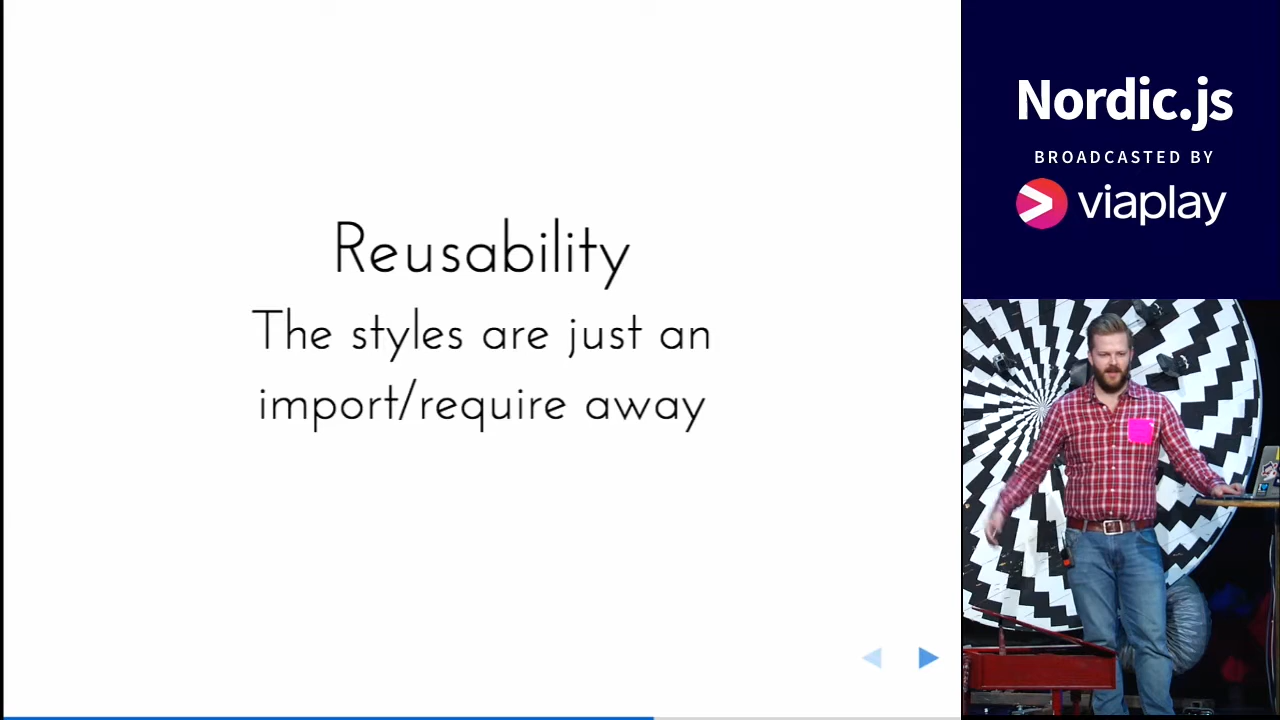 Reusability
The styles are just an
import/require away
Nordic.js
BROADCASTED BY
viaplay